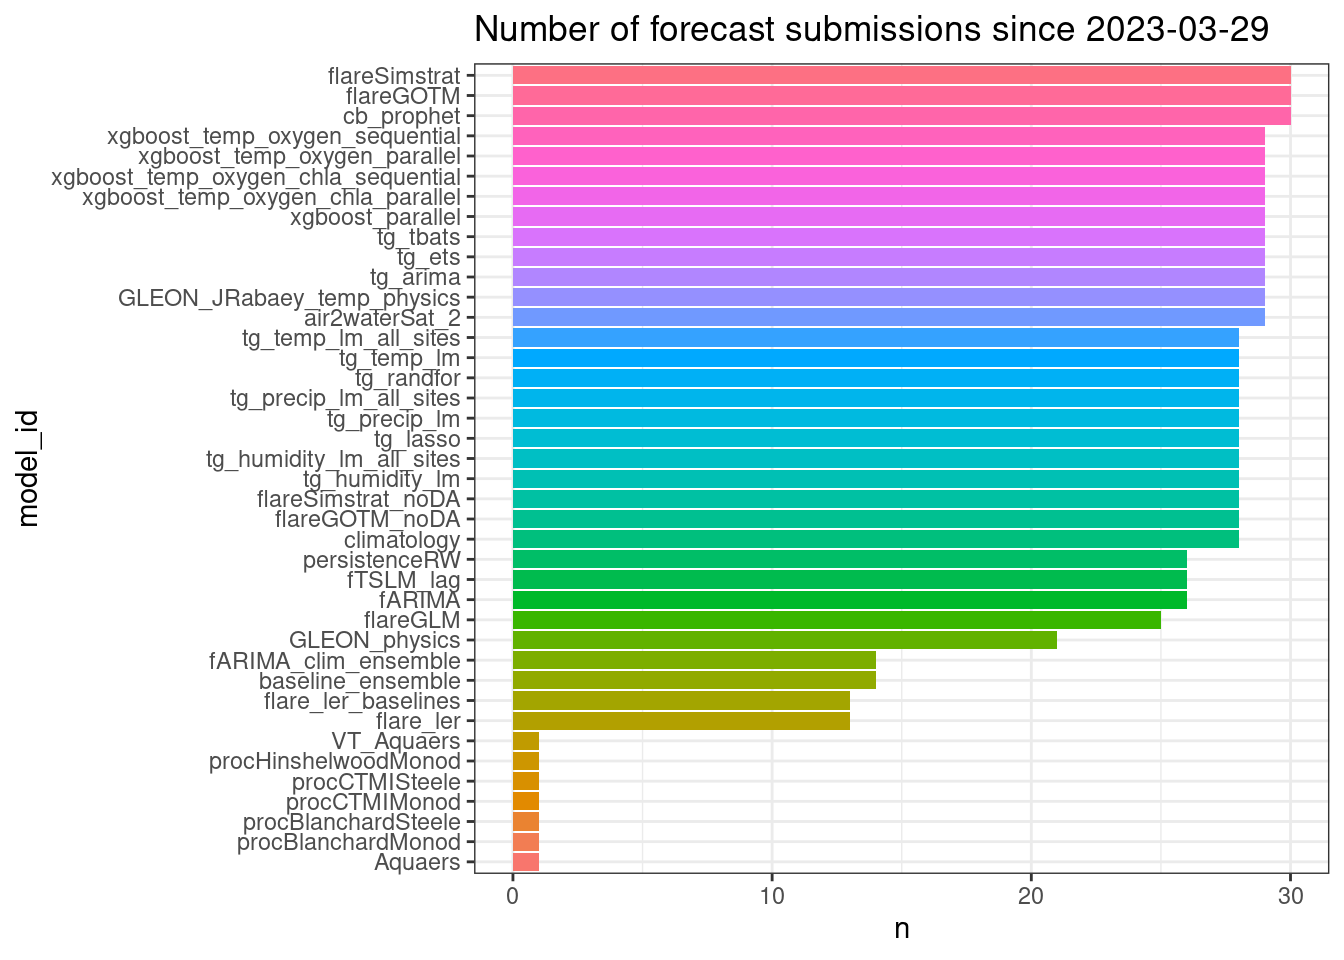 Number of forecast submissions since 2023-03-29
model_id
flareSimstrat
flareGOTM
cb_prophet
xgboost_temp_oxygen_sequential
xgboost_temp_oxygen_parallel
xgboost_temp_oxygen_chla_sequential
xgboost_temp_oxygen_chla_parallel
xgboost_parallel
tg_tbats
tg_ets
tg_arima
GLEON_JRabaey_temp_physics
air2waterSat_2
tg_temp_lm_all_sites
tg_temp_lm
tg_randfor
tg_precip_lm_all_sites
tg_precip_lm
tg_lasso
tg_humidity_lm_all_sites
tg_humidity_lm
flareSimstrat_noDA
flareGOTM_noDA
climatology
persistenceRW
fTSLM_lag
fARIMA
flareGLM
GLEON_physics
fARIMA_clim_ensemble
baseline_ensemble
flare_ler_baselines
flare_ler
VT_Aquaers
procHinshelwoodMonod
procCTMISteele
procCTMIMonod
procBlanchardSteele
procBlanchardMonod
Aquaers
0 10 20 30
n